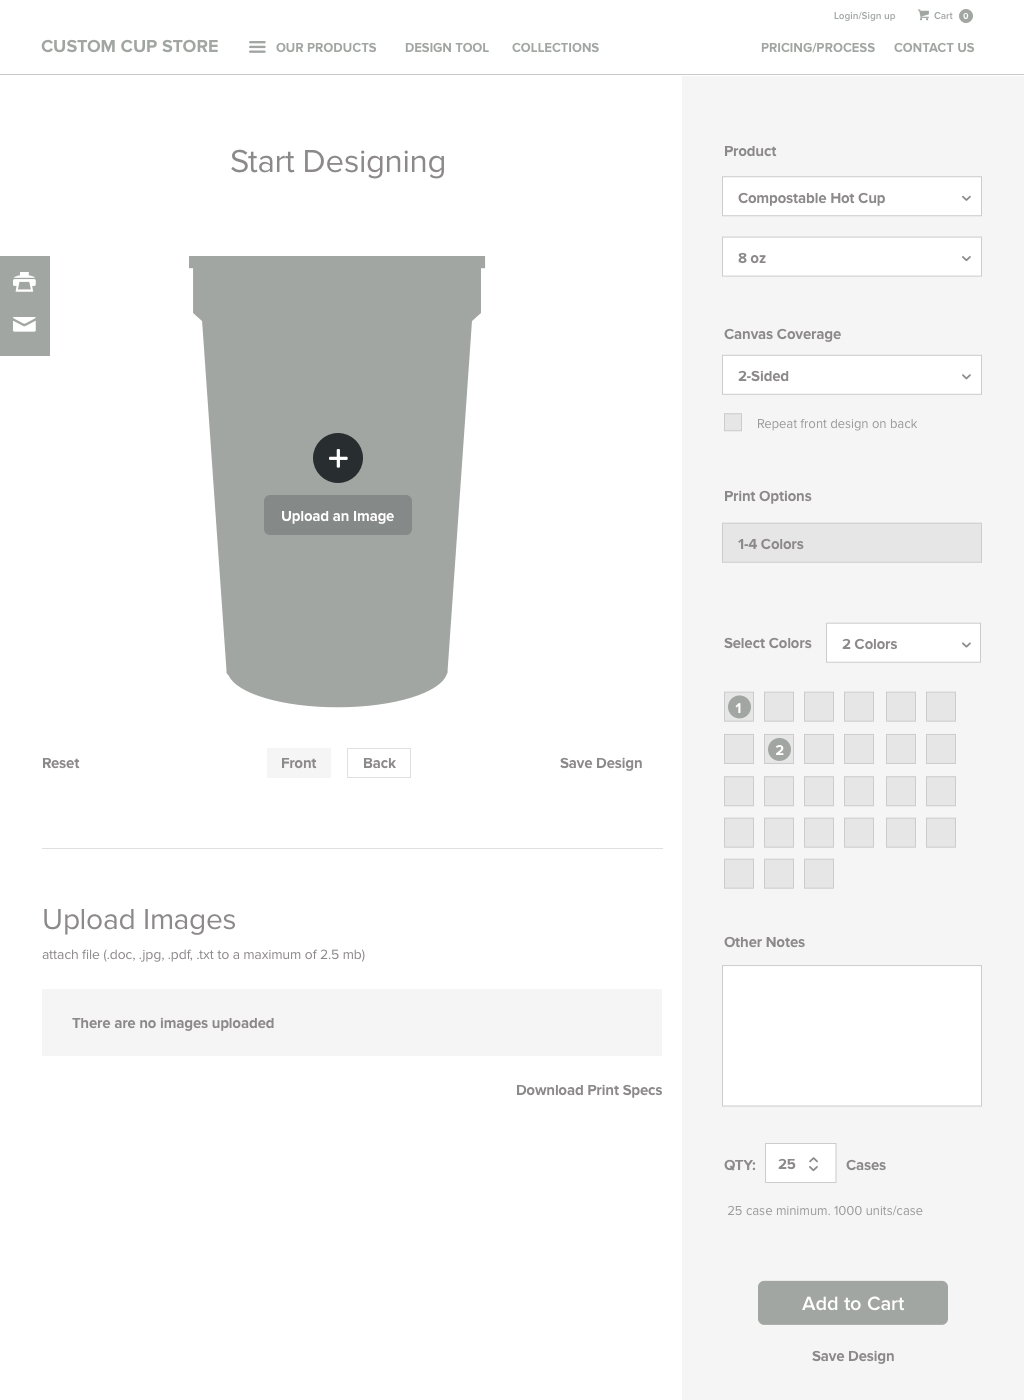 Login/Sign up Cart 0
CUSTOM CUP STORE OUR PRODUCTS DESIGN TOOL COLLECTIONS PRICING/PROCESS CONTACT US
Start Designing
Upload an Image
Reset Front Back Save Design
Upload Images
attach file (.doc, .jpg, .pdf, .txt to a maximum of 2.5 mb)
There are no images uploaded
Download Print Specs
Product
Compostable Hot Cup
8 oz
Canvas Coverage
2-Sided
Repeat front design on back
Print Options
1-4 Colors
Select Colors 2 Colors
1
2
Other Notes
QTY: 25 Cases
25 case minimum. 1000 units/case
Add to Cart
Save Design